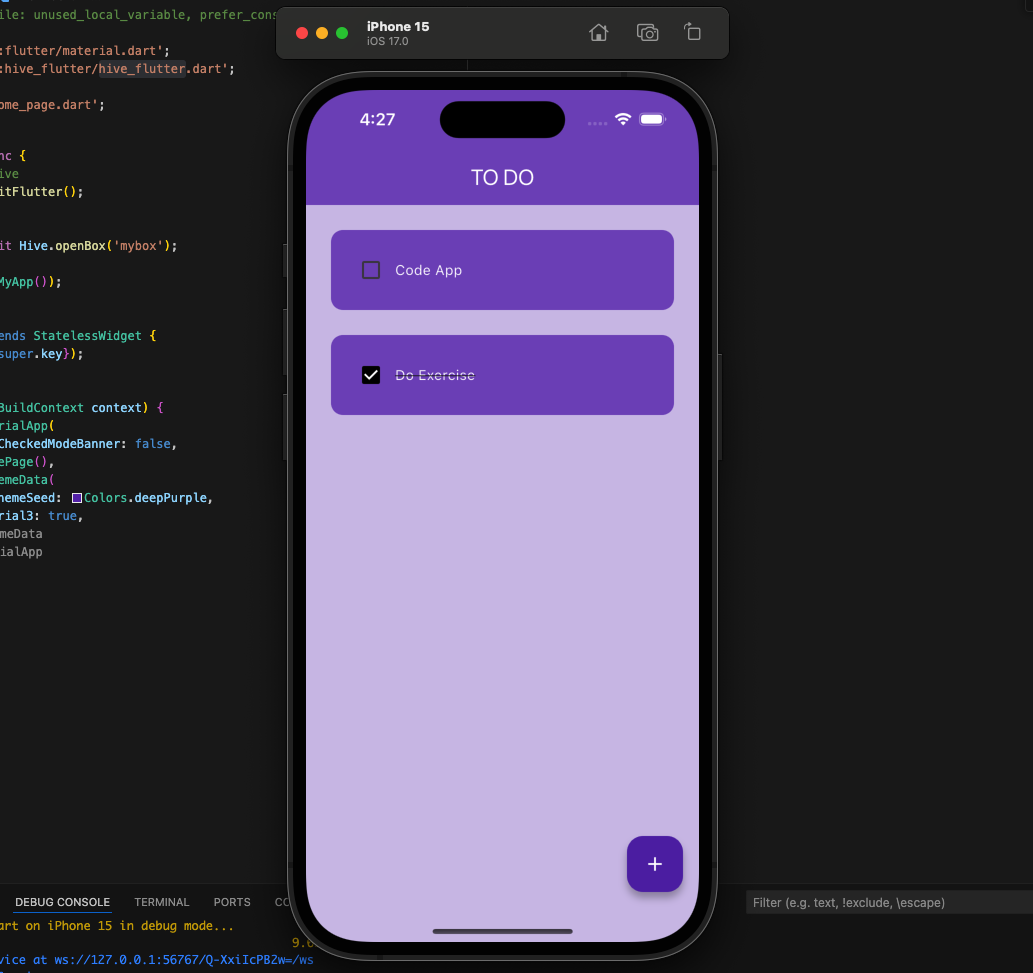 ile: unused_local_variable, prefer_cons
:flutter/material.dart';
:hive_flutter/hive_flutter.dart';
ome_page.dart';
nc {
ive
itFlutter();
it Hive.openBox('mybox');
MyApp());
ends StatelessWidget {
super.key});
BuildContext context) {
rialApp(
CheckedModeBanner: false,
ePage(),
emeData(
hemeSeed: Colors.deepPurple,
rial3: true,
meData
ialApp
iPhone 15
iOS 17.0
4:27
TO DO
Code App
Do Exercise
+
DEBUG CONSOLE TERMINAL PORTS
Filter (e.g. text, !exclude, \escape)
art on iPhone 15 in debug mode...
vice at ws://127.0.0.1:56767/Q-XxiIcPB2w=/ws